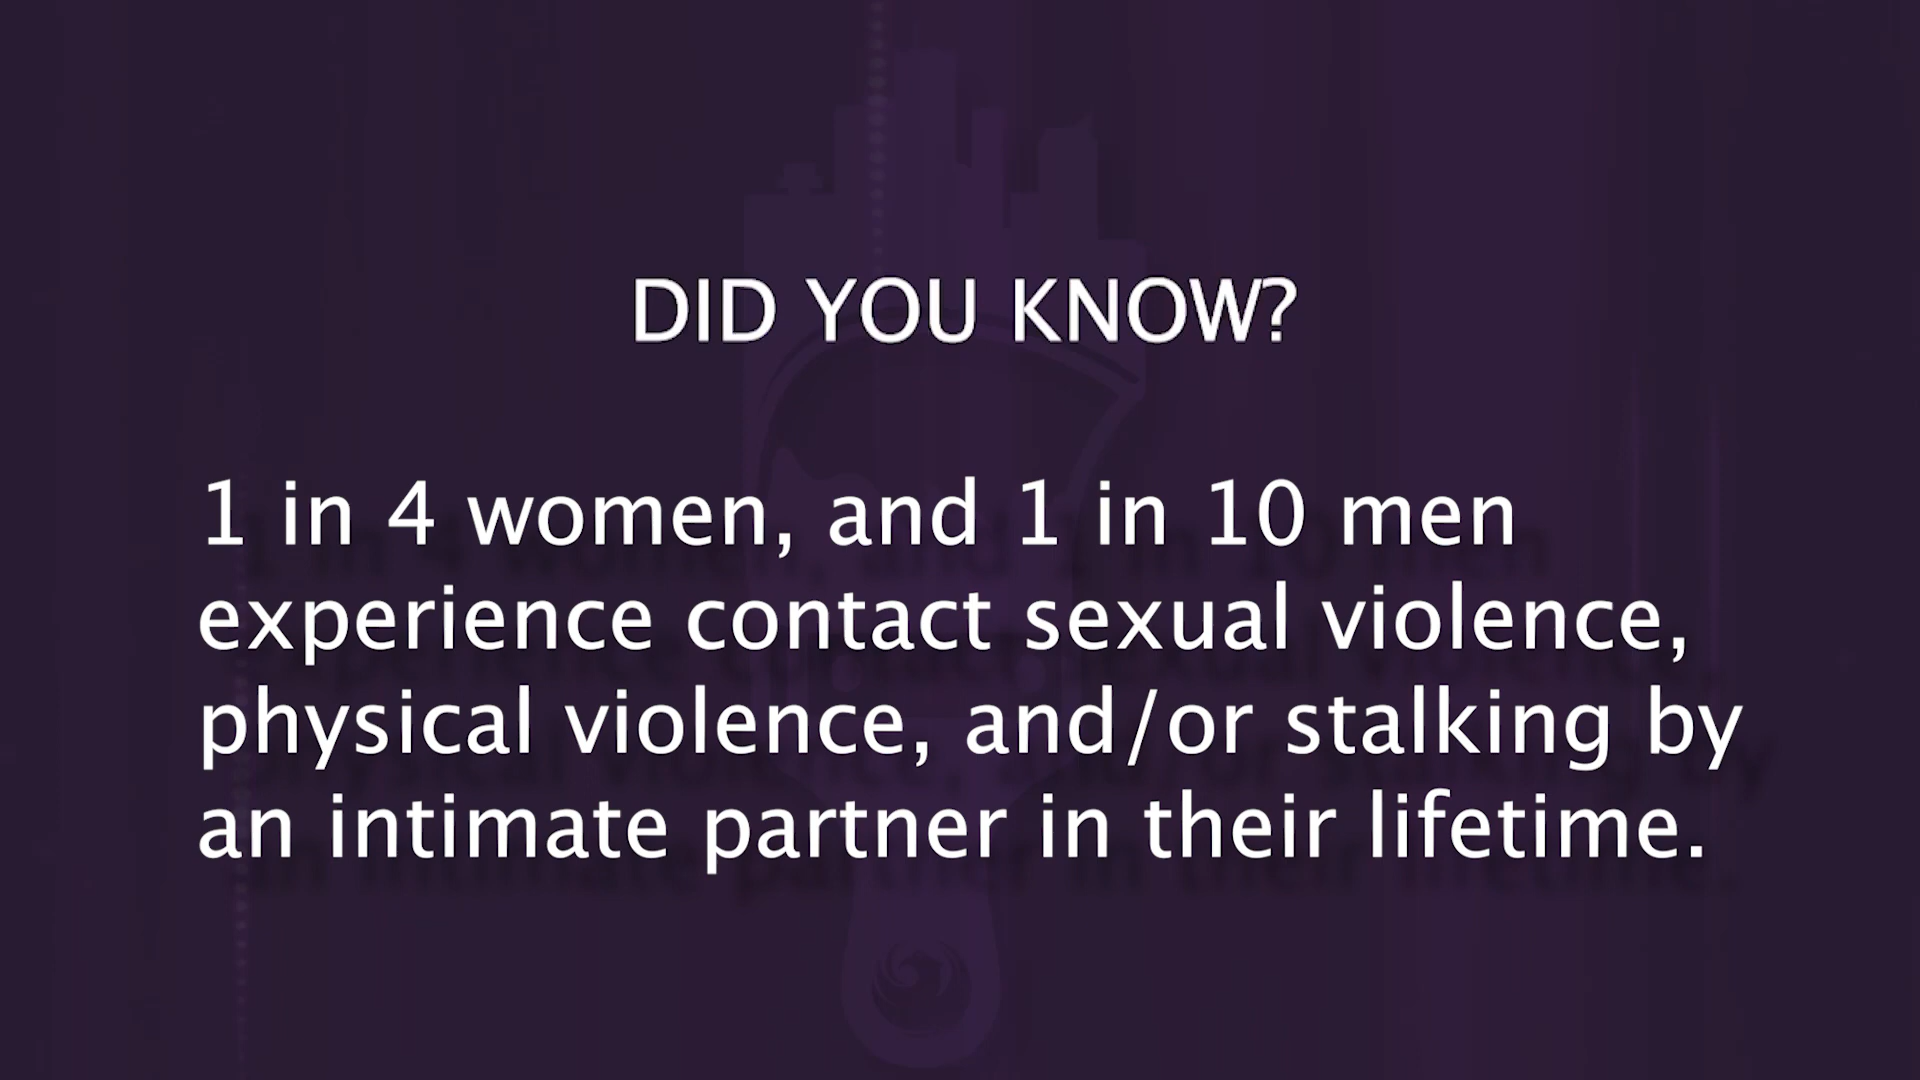 DID YOU KNOW?
1 in 4 women, and 1 in 10 men
experience contact sexual violence,
physical violence, and/or stalking by
an intimate partner in their lifetime.